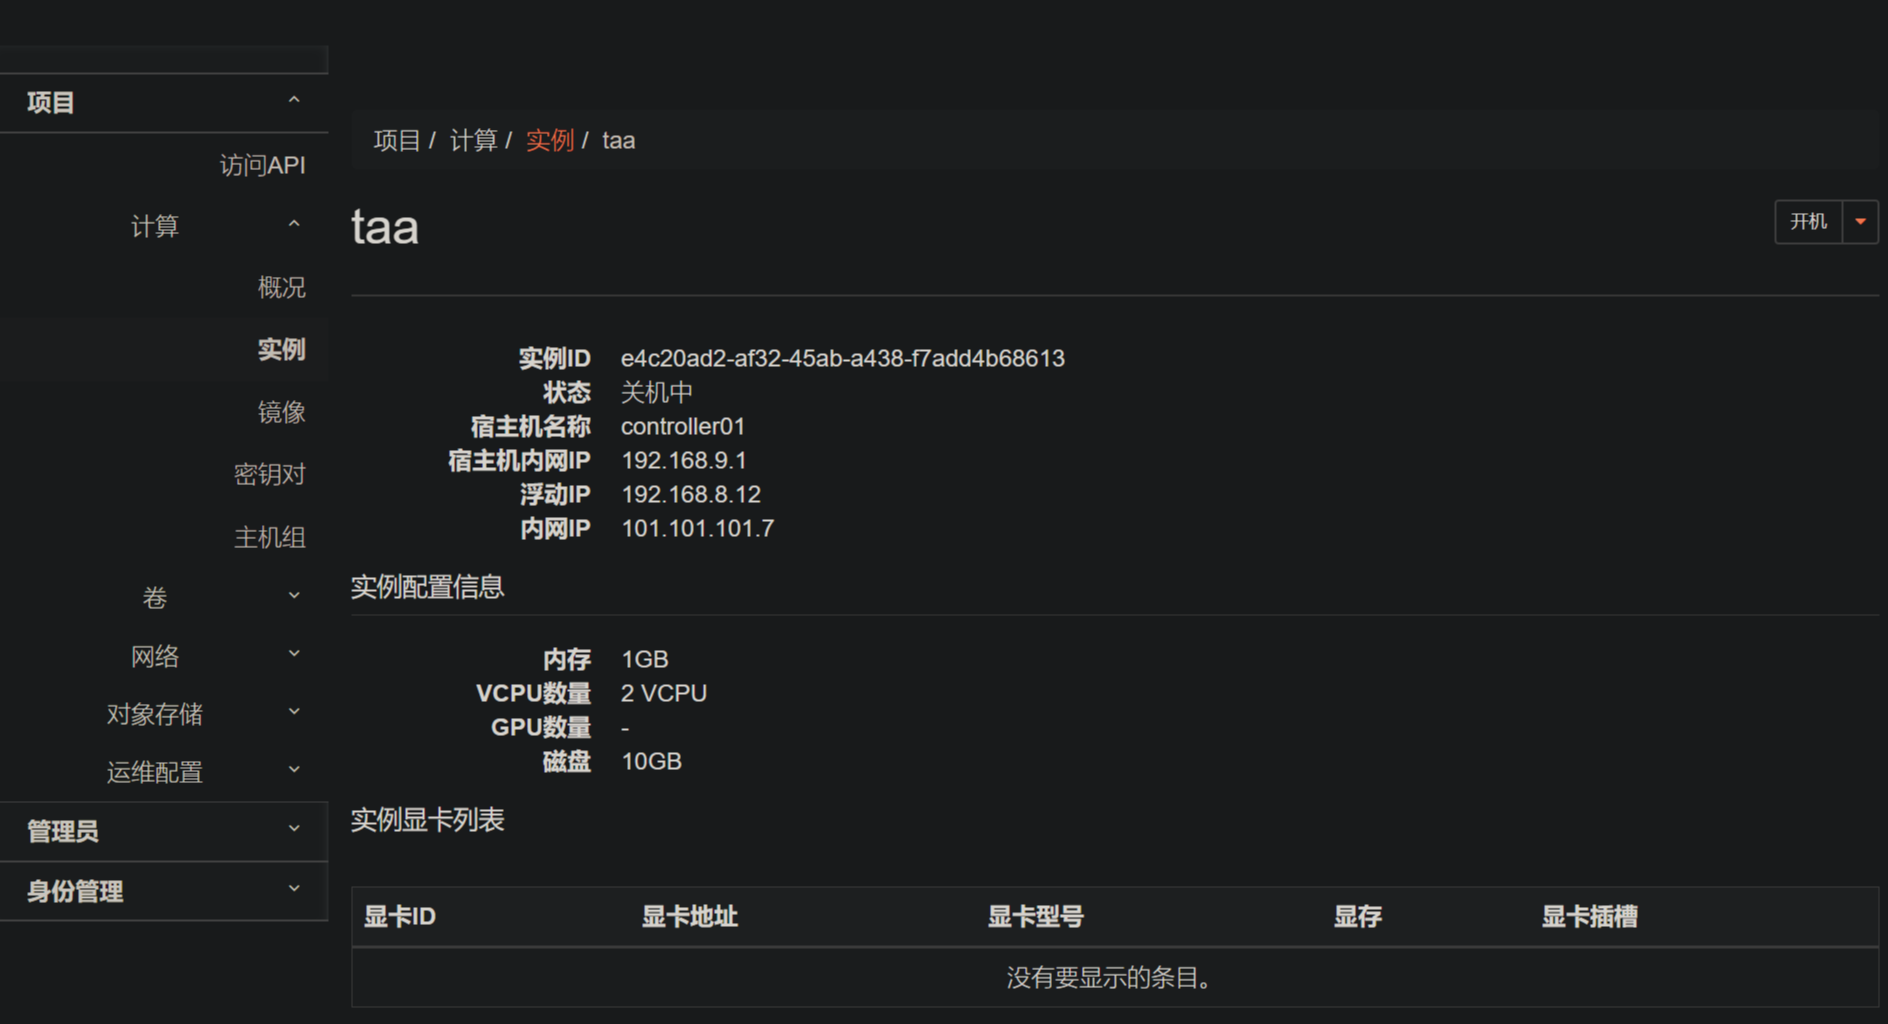 项目
访问API
计算
概况
实例
镜像
密钥对
主机组
卷
网络
对象存储
运维配置
管理员
身份管理
项目 / 计算 / 实例 / taa
taa
开机
实例ID e4c20ad2-af32-45ab-a438-f7add4b68613
状态 关机中
宿主机名称 controller01
宿主机内网IP 192.168.9.1
浮动IP 192.168.8.12
内网IP 101.101.101.7
实例配置信息
内存 1GB
VCPU数量 2 VCPU
GPU数量 -
磁盘 10GB
实例显卡列表
显卡ID 显卡地址 显卡型号 显存 显卡插槽
没有要显示的条目。